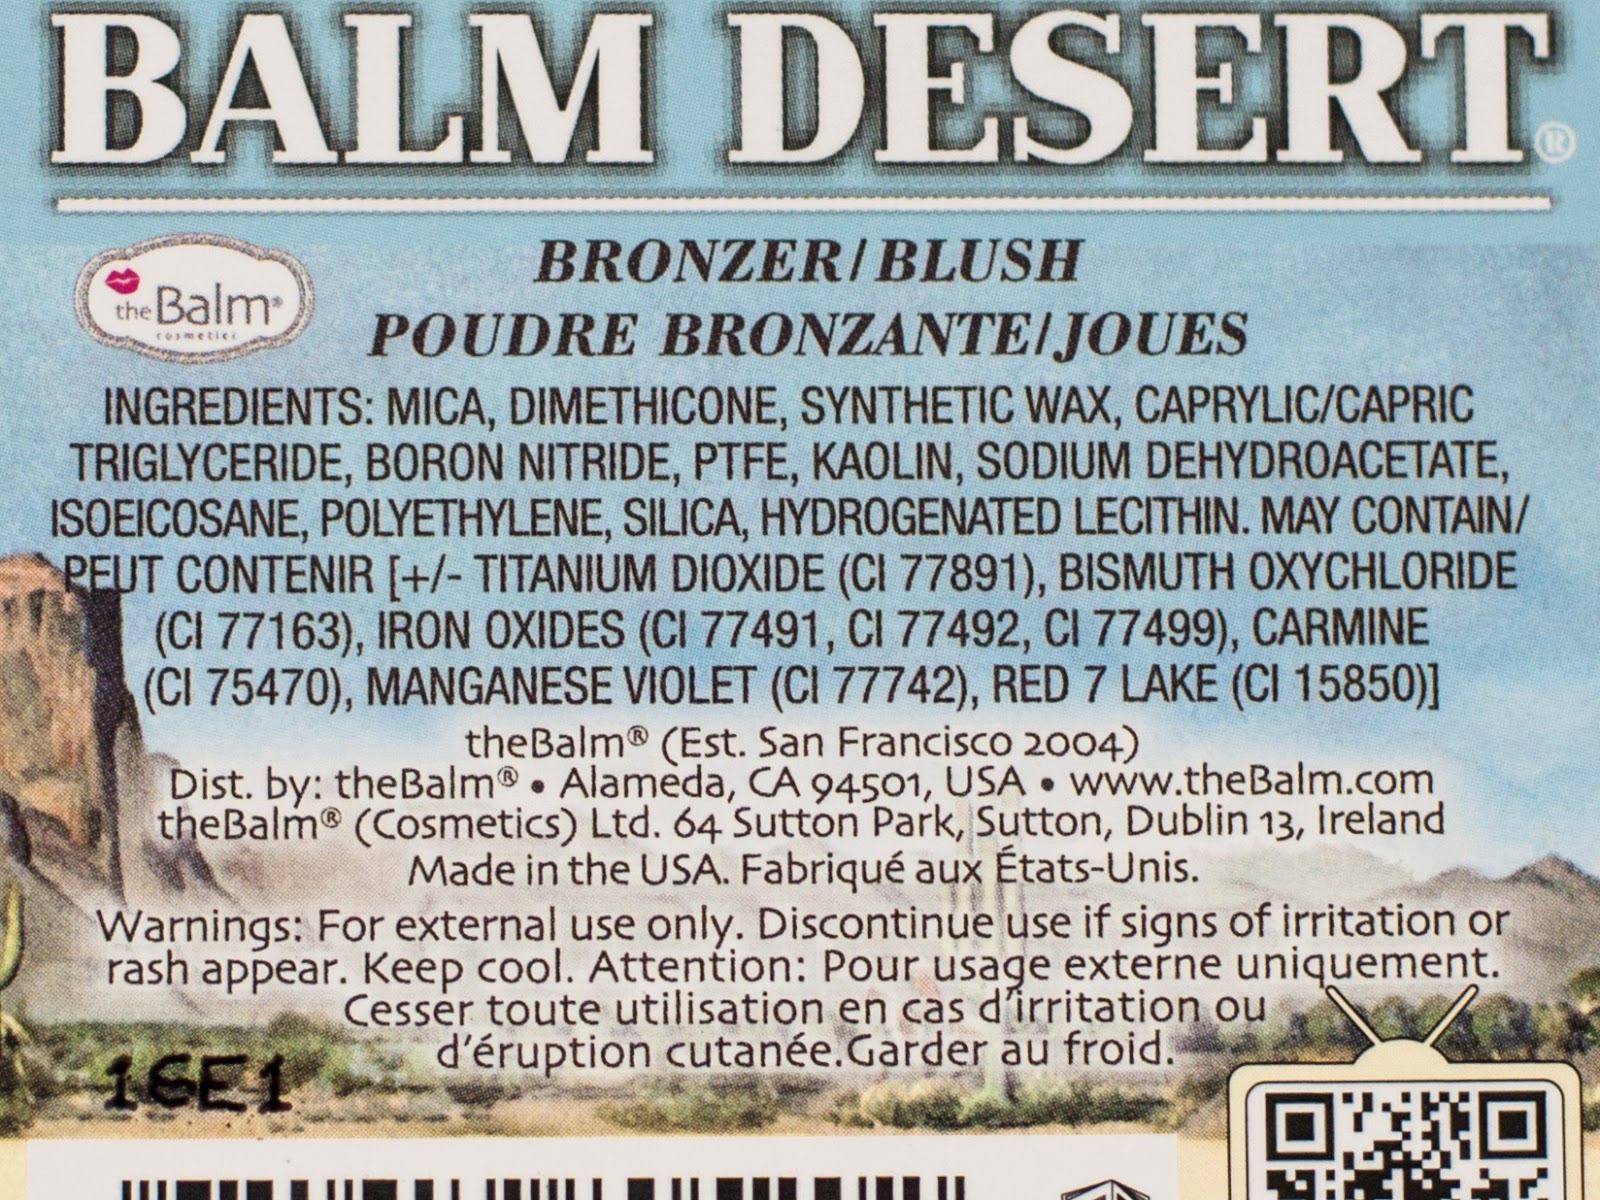 BALM DESERT®
BRONZER/BLUSH
theBalm®
cosmetics
POUDRE BRONZANTE/JOUES
INGREDIENTS: MICA, DIMETHICONE, SYNTHETIC WAX, CAPRYLIC/CAPRIC
TRIGLYCERIDE, BORON NITRIDE, PTFE, KAOLIN, SODIUM DEHYDROACETATE,
ISOEICOSANE, POLYETHYLENE, SILICA, HYDROGENATED LECITHIN. MAY CONTAIN/
PEUT CONTENIR [+/- TITANIUM DIOXIDE (CI 77891), BISMUTH OXYCHLORIDE
(CI 77163), IRON OXIDES (CI 77491, CI 77492, CI 77499), CARMINE
(CI 75470), MANGANESE VIOLET (CI 77742), RED 7 LAKE (CI 15850)]
theBalm® (Est. San Francisco 2004)
Dist. by: theBalm® • Alameda, CA 94501, USA • www.theBalm.com
theBalm® (Cosmetics) Ltd. 64 Sutton Park, Sutton, Dublin 13, Ireland
Made in the USA. Fabriqué aux États-Unis.
Warnings: For external use only. Discontinue use if signs of irritation or
rash appear. Keep cool. Attention: Pour usage externe uniquement.
Cesser toute utilisation en cas d'irritation ou
d'éruption cutanée.Garder au froid.
16E1